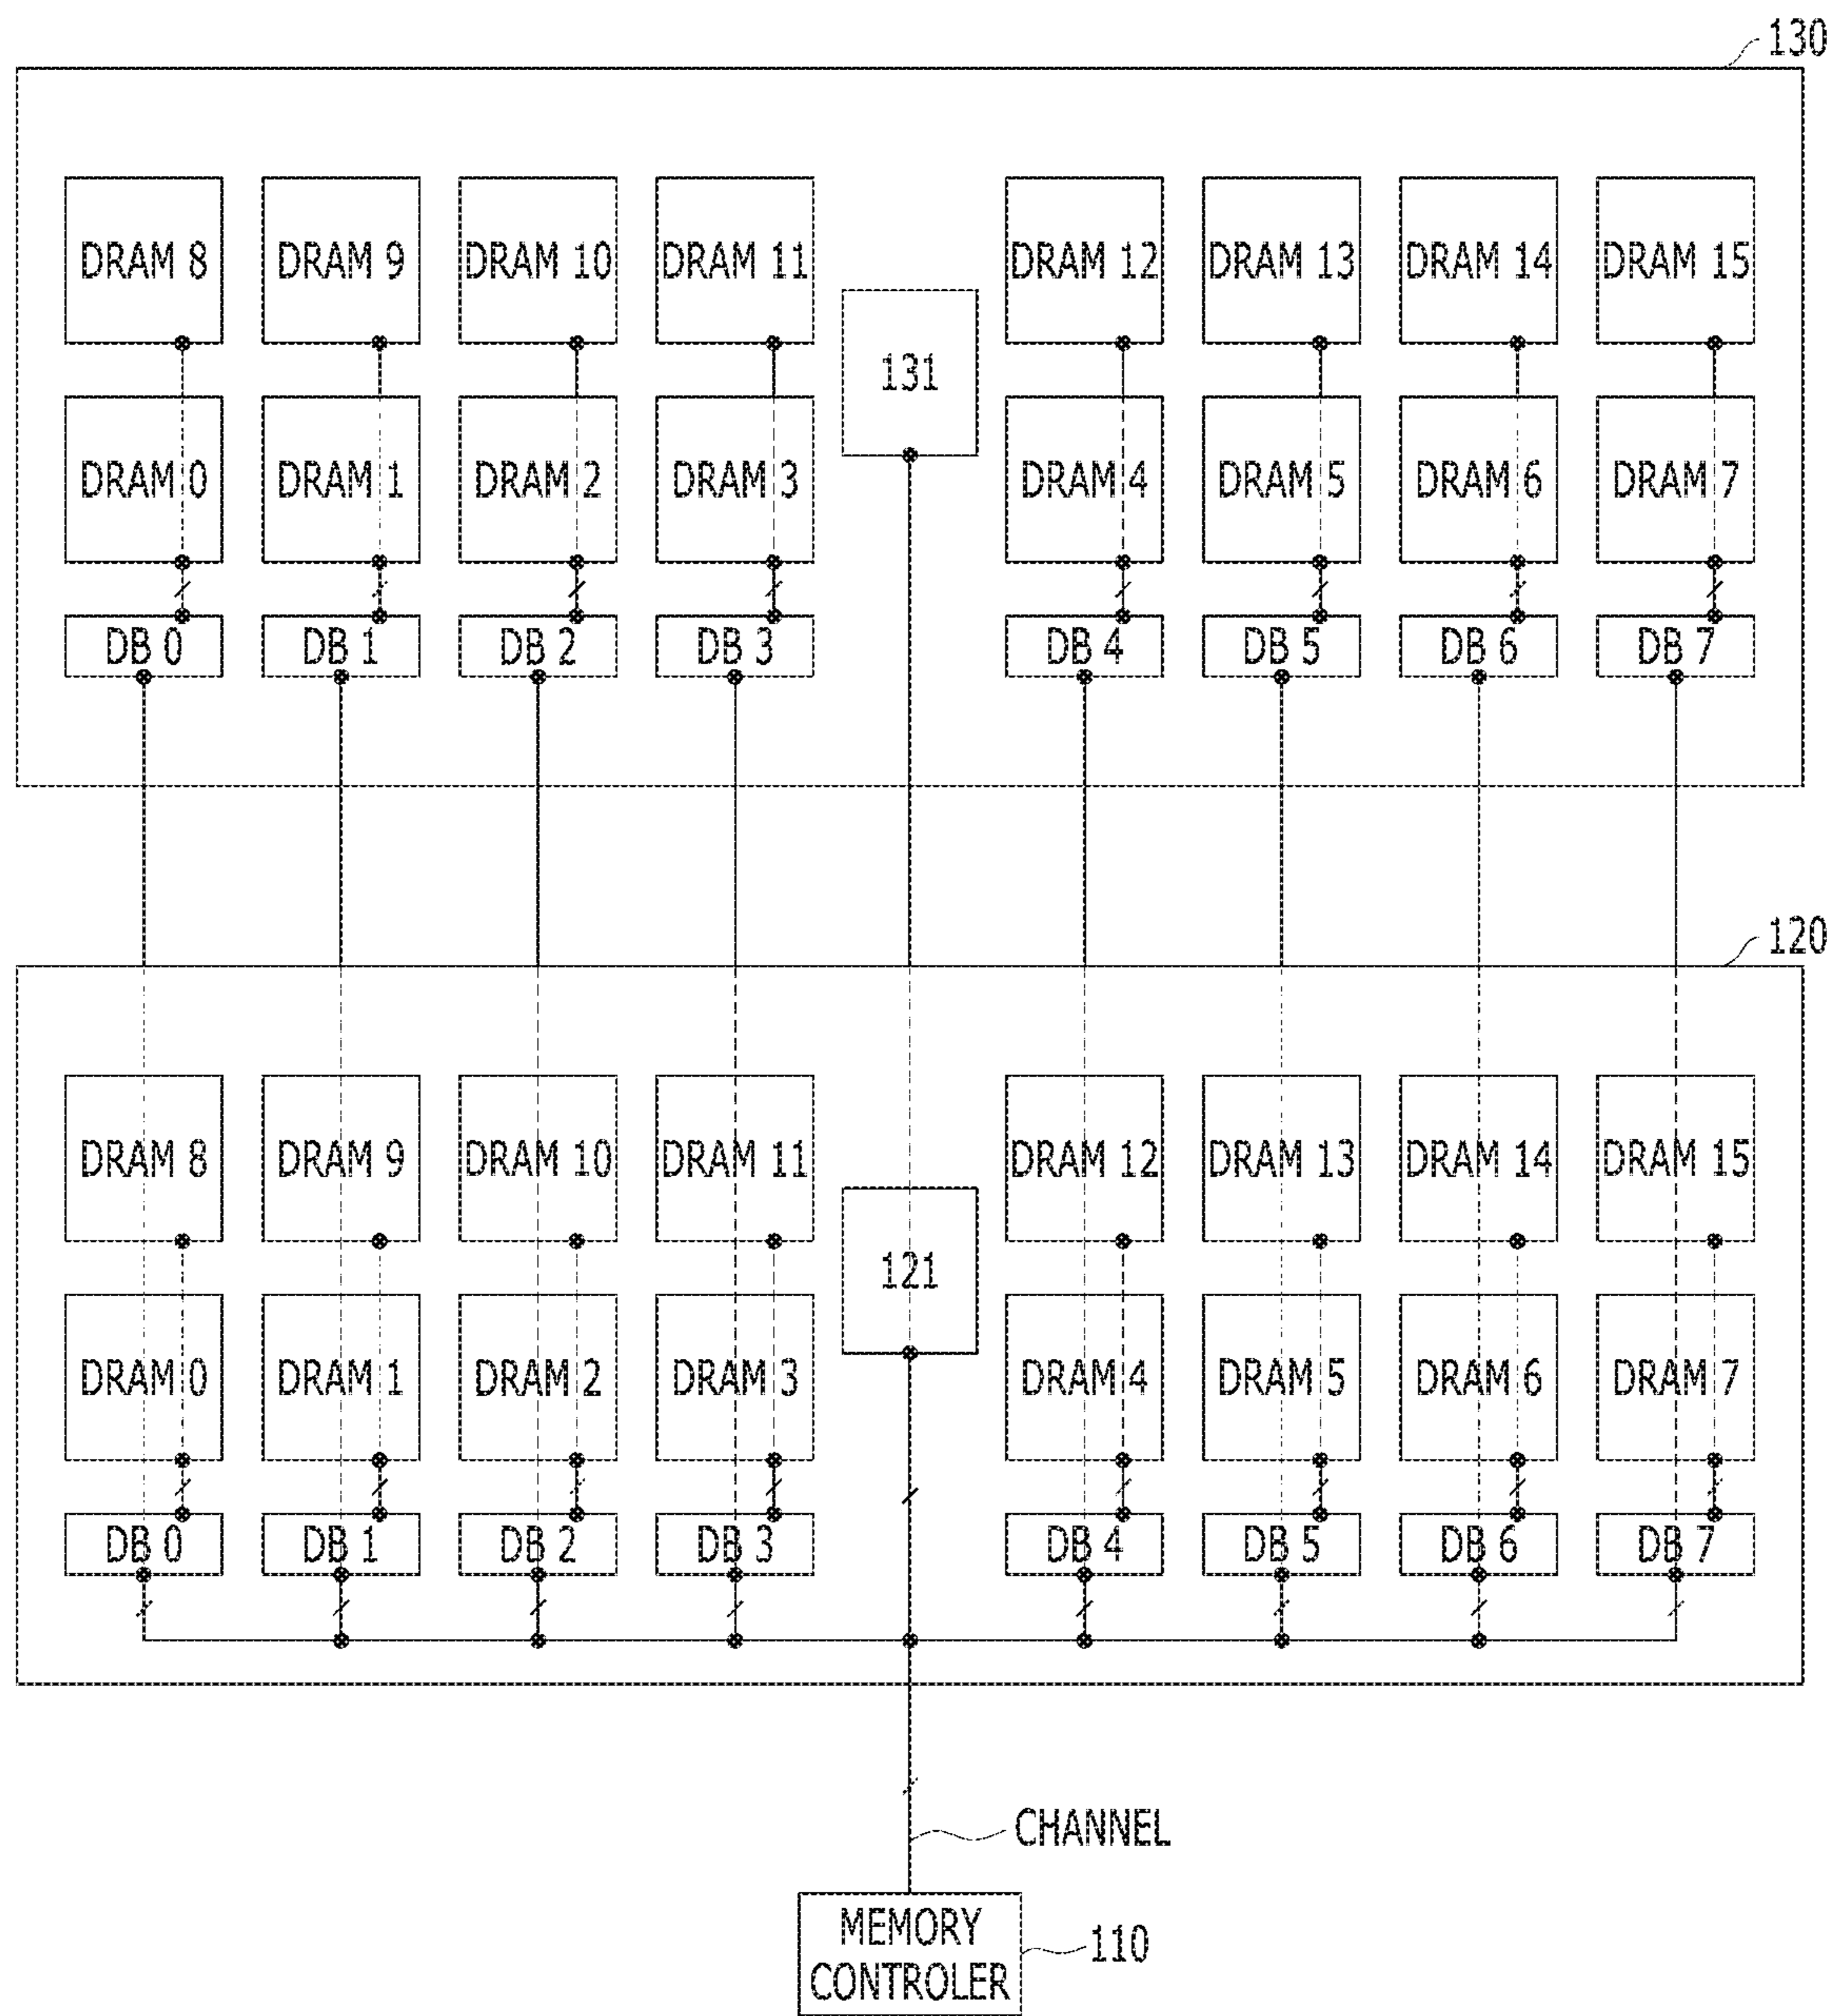 130
DRAM 8 DRAM 9 DRAM 10 DRAM 11 DRAM 12 DRAM 13 DRAM 14 DRAM 15
131
DRAM 0 DRAM 1 DRAM 2 DRAM 3 DRAM 4 DRAM 5 DRAM 6 DRAM 7
DB 0 DB 1 DB 2 DB 3 DB 4 DB 5 DB 6 DB 7
120
DRAM 8 DRAM 9 DRAM 10 DRAM 11 DRAM 12 DRAM 13 DRAM 14 DRAM 15
121
DRAM 0 DRAM 1 DRAM 2 DRAM 3 DRAM 4 DRAM 5 DRAM 6 DRAM 7
DB 0 DB 1 DB 2 DB 3 DB 4 DB 5 DB 6 DB 7
CHANNEL
MEMORY
CONTROLER
110